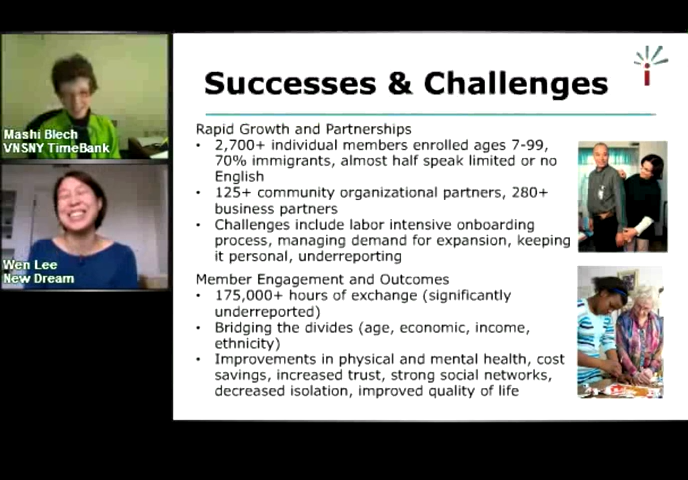 Mashi Blech
VNSNY TimeBank
Wen Lee
New Dream
Successes & Challenges
Rapid Growth and Partnerships
• 2,700+ individual members enrolled ages 7-99,
70% immigrants, almost half speak limited or no
English
• 125+ community organizational partners, 280+
business partners
• Challenges include labor intensive onboarding
process, managing demand for expansion, keeping
it personal, underreporting
Member Engagement and Outcomes
• 175,000+ hours of exchange (significantly
underreported)
• Bridging the divides (age, economic, income,
ethnicity)
• Improvements in physical and mental health, cost
savings, increased trust, strong social networks,
decreased isolation, improved quality of life